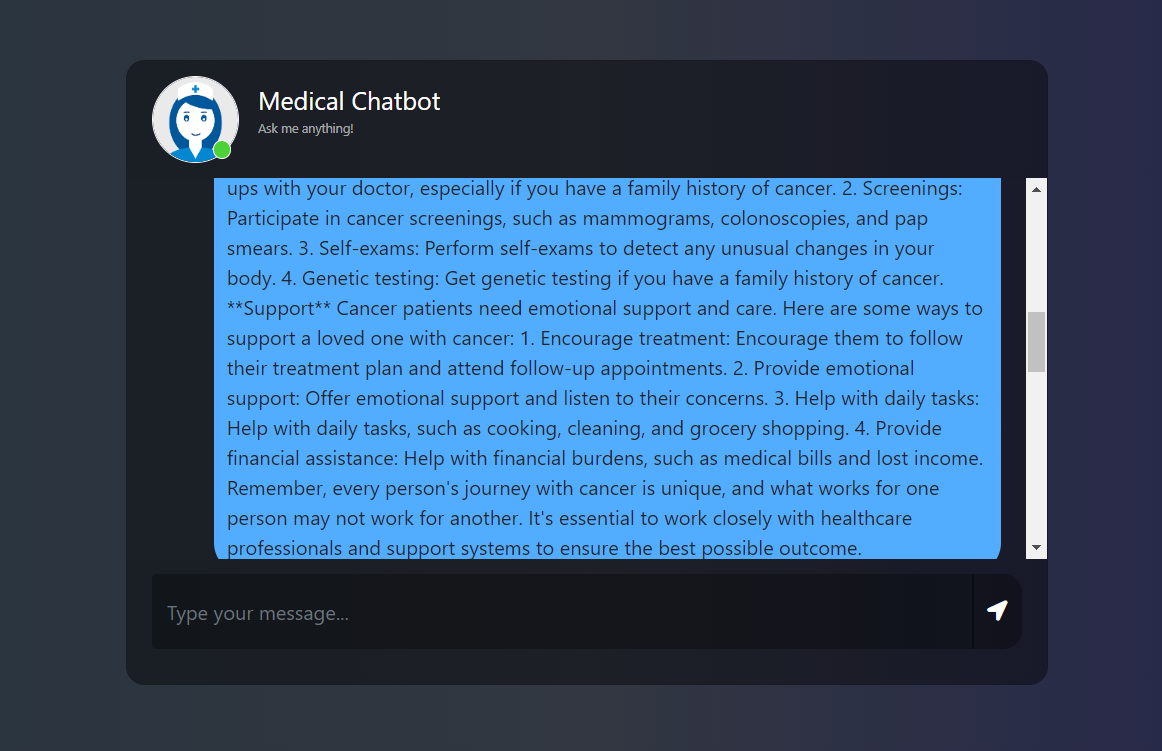 Medical Chatbot
Ask me anything!
ups with your doctor, especially if you have a family history of cancer. 2. Screenings:
Participate in cancer screenings, such as mammograms, colonoscopies, and pap
smears. 3. Self-exams: Perform self-exams to detect any unusual changes in your
body. 4. Genetic testing: Get genetic testing if you have a family history of cancer.
**Support** Cancer patients need emotional support and care. Here are some ways to
support a loved one with cancer: 1. Encourage treatment: Encourage them to follow
their treatment plan and attend follow-up appointments. 2. Provide emotional
support: Offer emotional support and listen to their concerns. 3. Help with daily tasks:
Help with daily tasks, such as cooking, cleaning, and grocery shopping. 4. Provide
financial assistance: Help with financial burdens, such as medical bills and lost income.
Remember, every person's journey with cancer is unique, and what works for one
person may not work for another. It's essential to work closely with healthcare
professionals and support systems to ensure the best possible outcome.
Type your message...